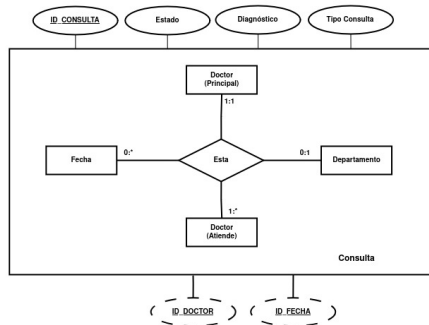 ID_CONSULTA
Estado
Diagnóstico
Tipo Consulta
Doctor
(Principal)
1:1
Fecha
0:*
Esta
0:1
Departamento
1:*
Doctor
(Atiende)
Consulta
ID_DOCTOR
ID_FECHA